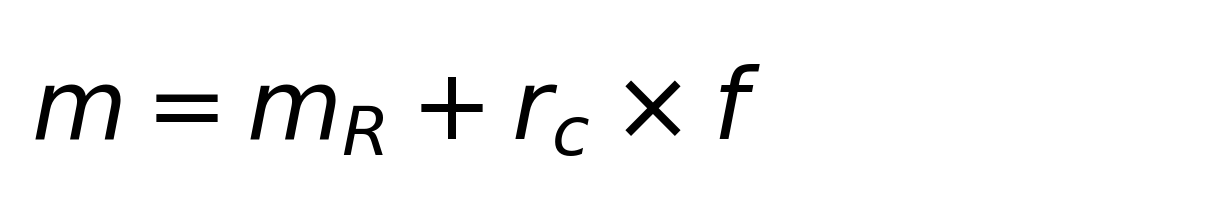 m = m_R + r_c × f